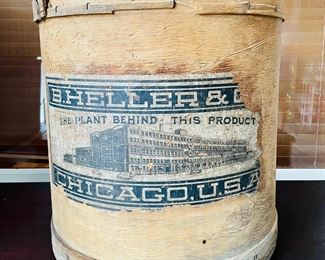 B. HELLER & C
THE PLANT BEHIND - THIS PRODUCT
CHICAGO, U.S.A